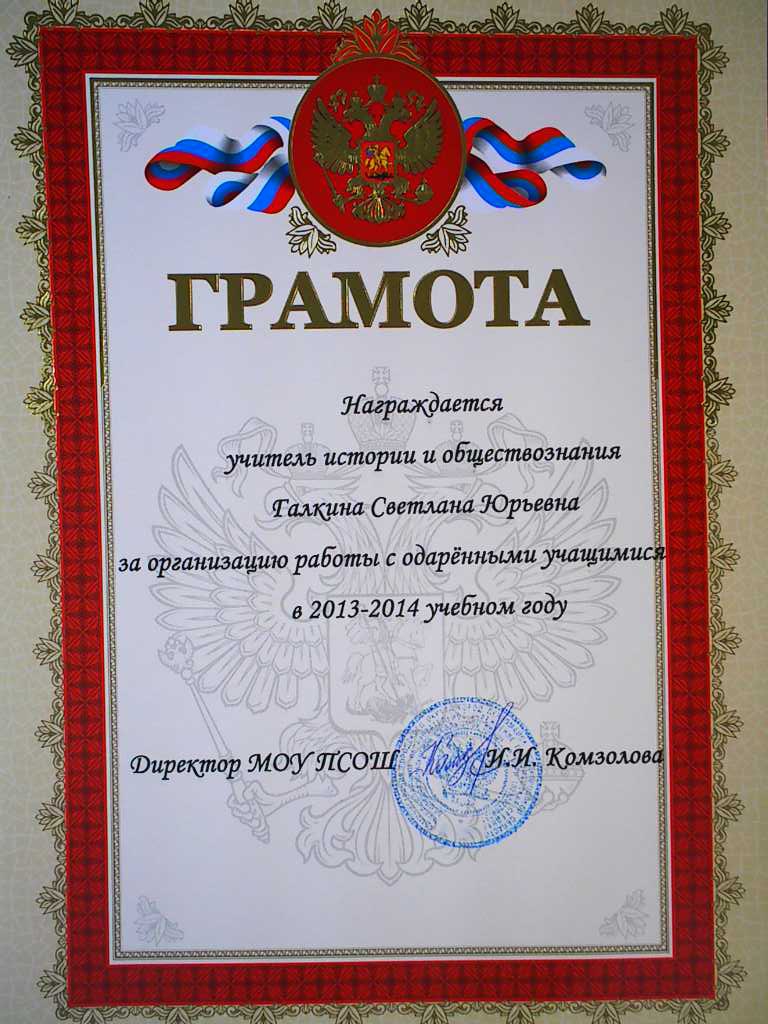 ГРАМОТА
Награждается
учитель истории и обществознания
Галкина Светлана Юрьевна
за организацию работы с одарёнными учащимися
в 2013-2014 учебном году
Директор МОУ ПСОШ И.И. Комзолова